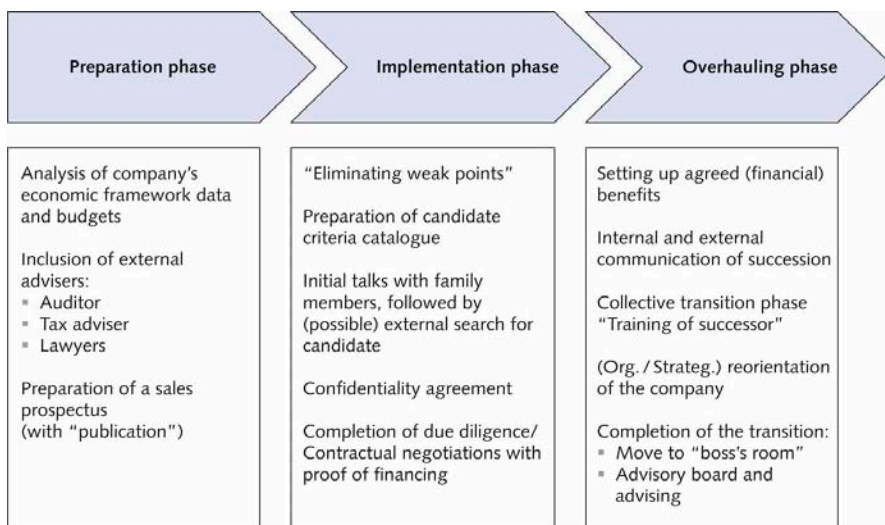 Preparation phase
Implementation phase
Overhauling phase
Analysis of company's
economic framework data
and budgets
Inclusion of external
advisers:
▪ Auditor
▪ Tax adviser
▪ Lawyers
Preparation of a sales
prospectus
(with “publication”)
“Eliminating weak points”
Preparation of candidate
criteria catalogue
Initial talks with family
members, followed by
(possible) external search for
candidate
Confidentiality agreement
Completion of due diligence/
Contractual negotiations with
proof of financing
Setting up agreed (financial)
benefits
Internal and external
communication of succession
Collective transition phase
“Training of successor”
(Org. / Strateg.) reorientation
of the company
Completion of the transition:
▪ Move to “boss's room”
▪ Advisory board and
advising